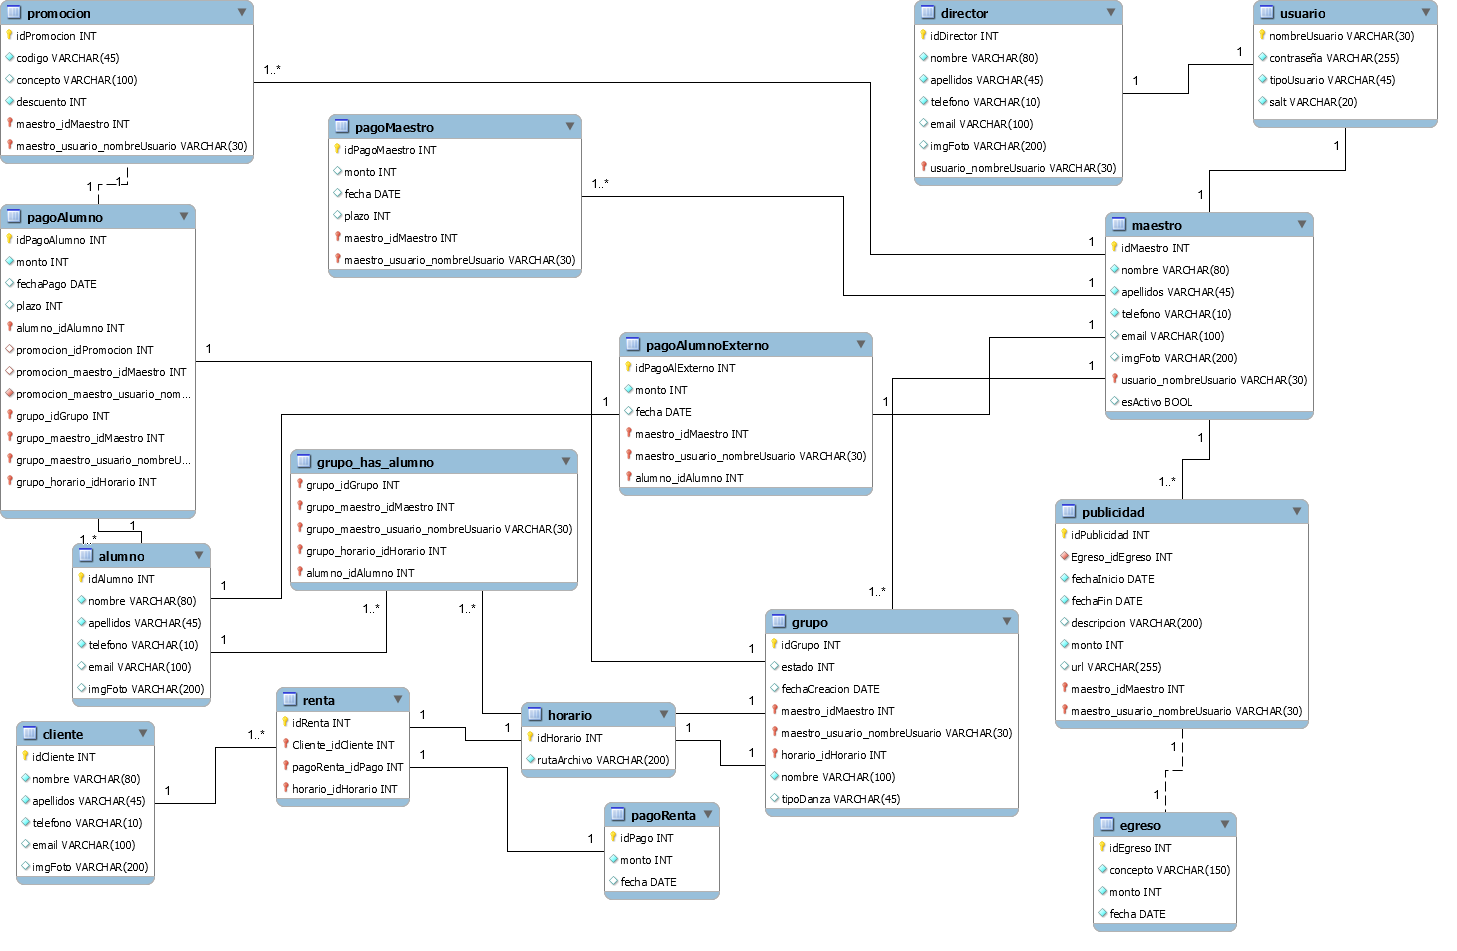 promocion
idPromocion INT
codigo VARCHAR(45)
concepto VARCHAR(100)
descuento INT
maestro_idMaestro INT
maestro_usuario_nombreUsuario VARCHAR(30)
1..*
1
1
1
pagoMaestro
idPagoMaestro INT
monto INT
fecha DATE
plazo INT
maestro_idMaestro INT
maestro_usuario_nombreUsuario VARCHAR(30)
1..*
1
director
idDirector INT
nombre VARCHAR(80)
apellidos VARCHAR(45)
telefono VARCHAR(10)
email VARCHAR(100)
imgFoto VARCHAR(200)
usuario_nombreUsuario VARCHAR(30)
1
1
usuario
nombreUsuario VARCHAR(30)
contraseña VARCHAR(255)
tipoUsuario VARCHAR(45)
salt VARCHAR(20)
1
1
pagoAlumno
idPagoAlumno INT
monto INT
fechaPago DATE
plazo INT
alumno_idAlumno INT
promocion_idPromocion INT
promocion_maestro_idMaestro INT
promocion_maestro_usuario_nom...
grupo_idGrupo INT
grupo_maestro_idMaestro INT
grupo_maestro_usuario_nombreU...
grupo_horario_idHorario INT
1
1
1..*
1
maestro
idMaestro INT
nombre VARCHAR(80)
apellidos VARCHAR(45)
telefono VARCHAR(10)
email VARCHAR(100)
imgFoto VARCHAR(200)
usuario_nombreUsuario VARCHAR(30)
esActivo BOOL
1
1..*
pagoAlumnoExterno
idPagoAlExterno INT
monto INT
fecha DATE
maestro_idMaestro INT
maestro_usuario_nombreUsuario VARCHAR(30)
alumno_idAlumno INT
1
1
1
1
grupo_has_alumno
grupo_idGrupo INT
grupo_maestro_idMaestro INT
grupo_maestro_usuario_nombreUsuario VARCHAR(30)
grupo_horario_idHorario INT
alumno_idAlumno INT
1..*
1
1..*
1
alumno
idAlumno INT
nombre VARCHAR(80)
apellidos VARCHAR(45)
telefono VARCHAR(10)
email VARCHAR(100)
imgFoto VARCHAR(200)
publicidad
idPublicidad INT
Egreso_idEgreso INT
fechaInicio DATE
fechaFin DATE
descripcion VARCHAR(200)
monto INT
url VARCHAR(255)
maestro_idMaestro INT
maestro_usuario_nombreUsuario VARCHAR(30)
1
1
grupo
idGrupo INT
estado INT
fechaCreacion DATE
maestro_idMaestro INT
maestro_usuario_nombreUsuario VARCHAR(30)
horario_idHorario INT
nombre VARCHAR(100)
tipoDanza VARCHAR(45)
1..*
1
1
renta
idRenta INT
Cliente_idCliente INT
pagoRenta_idPago INT
horario_idHorario INT
1
1
1
1
horario
idHorario INT
rutaArchivo VARCHAR(200)
cliente
idCliente INT
nombre VARCHAR(80)
apellidos VARCHAR(45)
telefono VARCHAR(10)
email VARCHAR(100)
imgFoto VARCHAR(200)
1
1..*
pagoRenta
idPago INT
monto INT
fecha DATE
egreso
idEgreso INT
concepto VARCHAR(150)
monto INT
fecha DATE